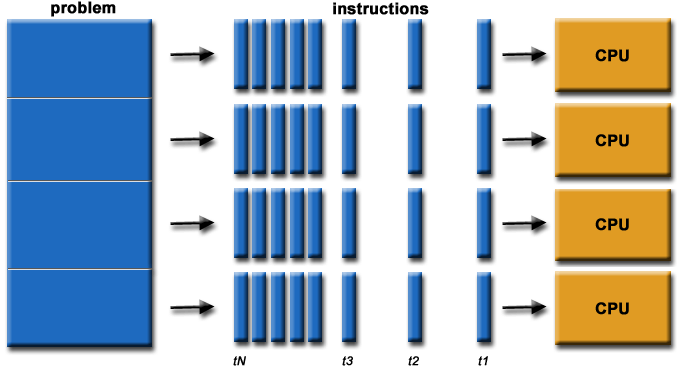 problem
instructions
CPU
CPU
CPU
CPU
tN
t3
t2
t1